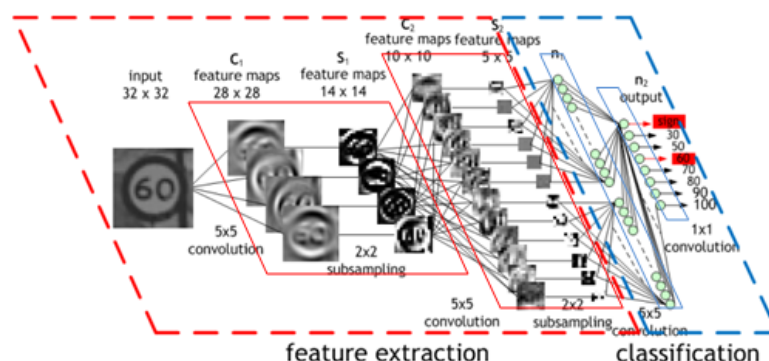 input
32 x 32
C₁
feature maps
28 x 28
S₁
feature maps
14 x 14
C₂
feature maps
10 x 10
S₂
feature maps
5 x 5
n₁
n₂
output
sign
30
50
60
70
80
90
100
60
5x5
convolution
2x2
subsampling
5x5
convolution
2x2
subsampling
convolution
1x1
convolution
feature extraction
classification